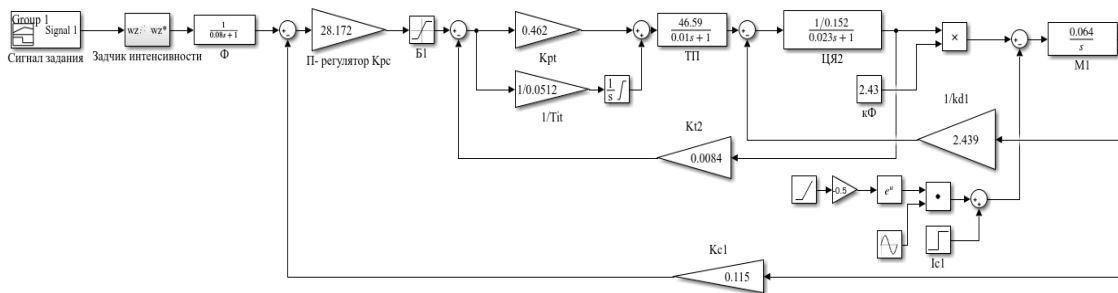 Group 1
Signal 1
Сигнал задания
wz wz*
Задчик интенсивности
1
0.08s + 1
Ф
28.172
П- регулятор Kpc
Б1
0.462
Kpt
1/0.0512
1/Tit
1
s
46.59
0.01s + 1
ТП
1/0.152
0.023s + 1
ЦЯ2
2.43
кФ
×
0.064
s
М1
1/kd1
2.439
Kt2
0.0084
-0.5
e^u
Ic1
Kc1
0.115